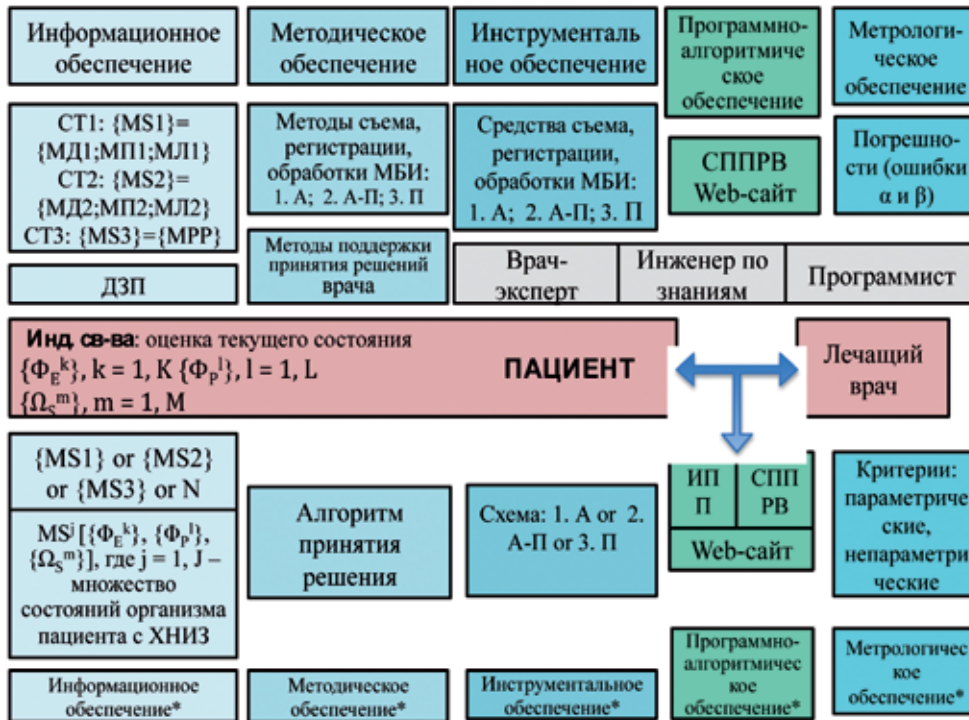 Информационное
обеспечение
Методическое
обеспечение
Инструменталь
ное обеспечение
Программно-
алгоритмиче
ское
обеспечение
Метрологи-
ческое
обеспечение
СТ1: {MS1}=
{МД1;МП1;МЛ1}
СТ2: {MS2}=
{МД2;МП2;МЛ2}
СТ3: {MS3}={MPP}
Методы съема,
регистрации,
обработки МБИ:
1. А; 2. А-П; 3. П
Средства съема,
регистрации,
обработки МБИ:
1. А; 2. А-П; 3. П
СППРВ
Web-сайт
Погрешно-
сти (ошибки
α и β)
ДЗП
Методы поддержки
принятия решений
врача
Врач-
эксперт
Инженер по
знаниям
Программист
Инд. св-ва: оценка текущего состояния
{Φ_E^k}, k = 1, K {Φ_P^l}, l = 1, L
{Ω_S^m}, m = 1, M
ПАЦИЕНТ
Лечащий
врач
{MS1} or {MS2}
or {MS3} or N
MS^j [{Φ_E^k}, {Φ_P^l},
{Ω_S^m}], где j = 1, J –
множество
состояний организма
пациента с ХНИЗ
Алгоритм
принятия
решения
Схема: 1. А or 2.
А-П or 3. П
ИП
П
СПП
РВ
Web-сайт
Критерии:
параметриче
ские,
непараметри
ческие
Информационное
обеспечение*
Методическое
обеспечение*
Инструментальное
обеспечение*
Программно-
алгоритмичес
кое
обеспечение*
Метрологичес
кое
обеспечение*